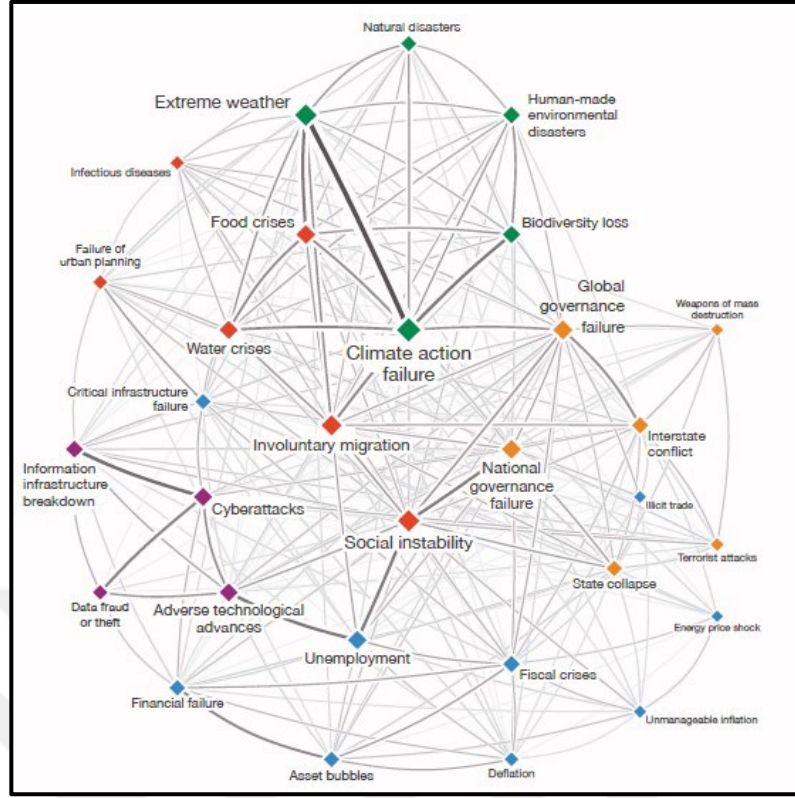 Natural disasters
Extreme weather
Human-made
environmental
disasters
Infectious diseases
Food crises
Biodiversity loss
Failure of
urban planning
Global
governance
failure
Weapons of mass
destruction
Water crises
Climate action
failure
Critical infrastructure
failure
Involuntary migration
Interstate
conflict
National
governance
failure
Information
infrastructure
breakdown
Cyberattacks
Illicit trade
Social instability
Terrorist attacks
State collapse
Data fraud
or theft
Adverse technological
advances
Energy price shock
Unemployment
Fiscal crises
Financial failure
Unmanageable inflation
Asset bubbles
Deflation